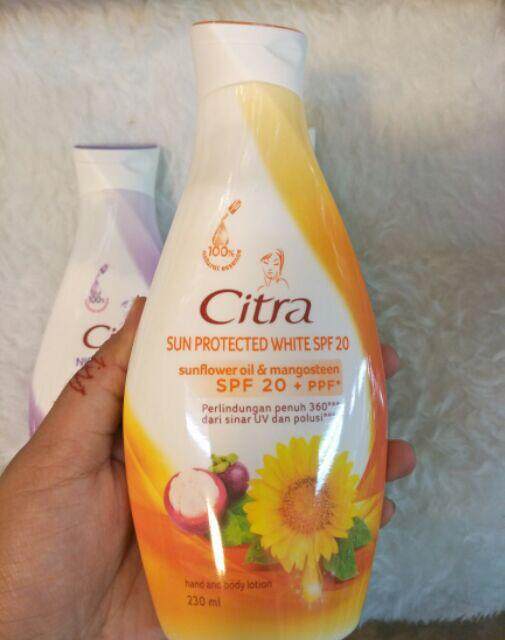 100%
Citra
SUN PROTECTED WHITE SPF 20
sunflower oil & mangosteen
SPF 20 + PPF*
Perlindungan penuh 360***
dari sinar UV dan polusi***
hand and body lotion
230 ml
100%